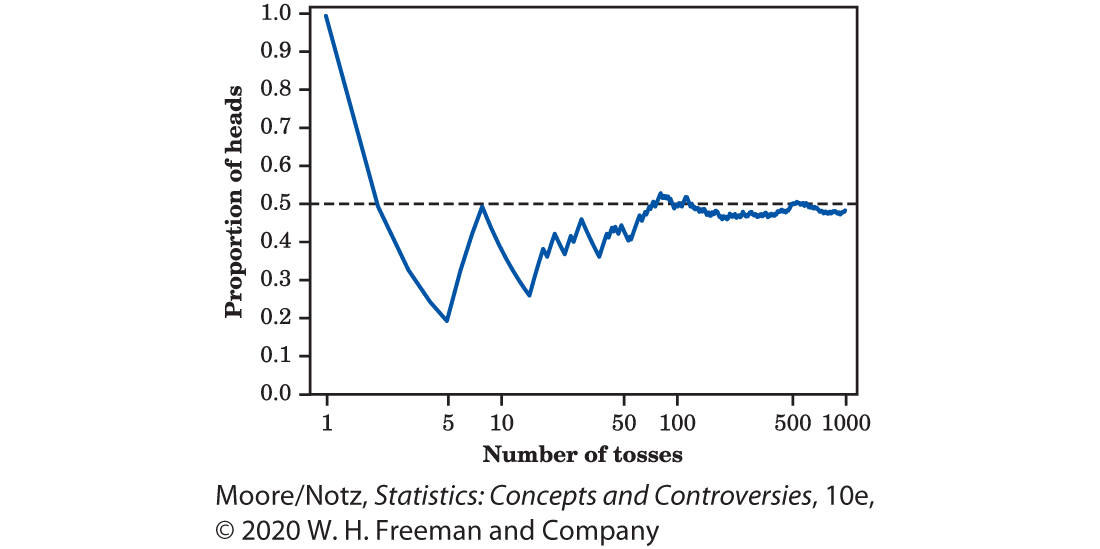 1.0
0.9
0.8
0.7
0.6
0.5
0.4
0.3
0.2
0.1
0.0
Proportion of heads
1 5 10 50 100 500 1000
Number of tosses
Moore/Notz, Statistics: Concepts and Controversies, 10e,
© 2020 W. H. Freeman and Company